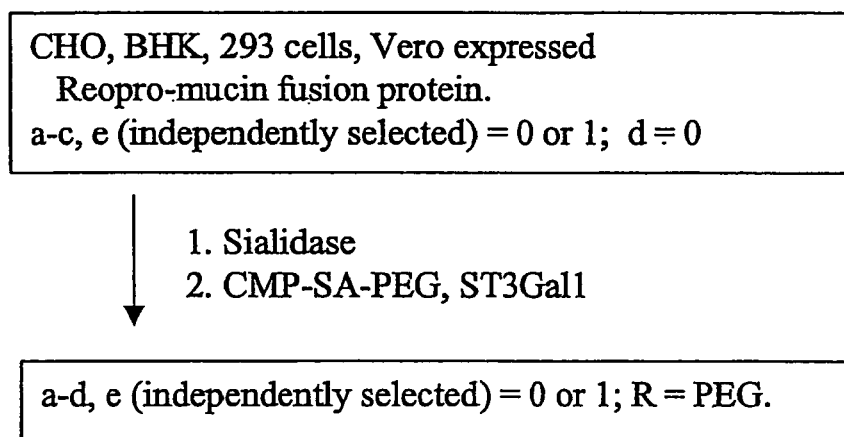 CHO, BHK, 293 cells, Vero expressed
Reopro-mucin fusion protein.
a-c, e (independently selected) = 0 or 1; d = 0
1. Sialidase
2. CMP-SA-PEG, ST3Gal1
a-d, e (independently selected) = 0 or 1; R = PEG.